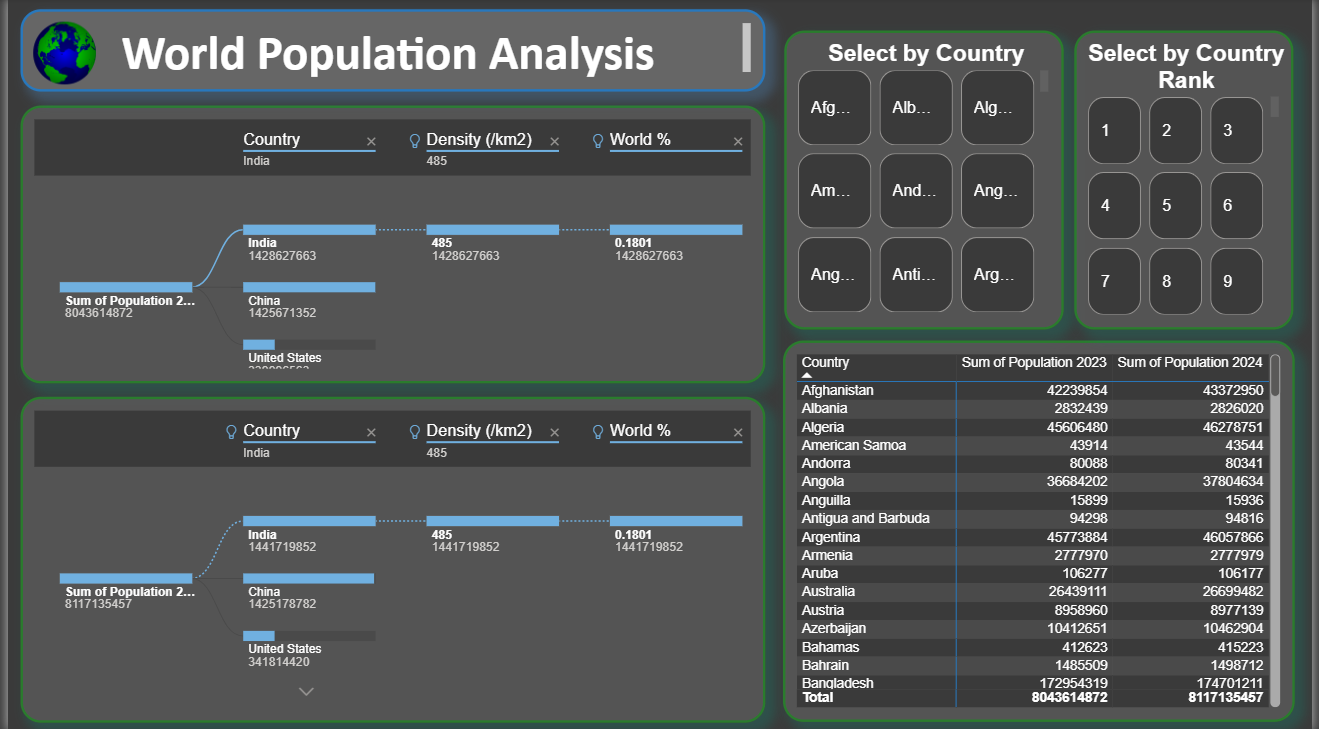 World Population Analysis
Country
Density (/km2)
World %
India
485
India
1428627663
485
1428627663
0.1801
1428627663
Sum of Population 2...
8043614872
China
1425671352
United States
Country
Density (/km2)
World %
India
485
India
1441719852
485
1441719852
0.1801
1441719852
Sum of Population 2...
8117135457
China
1425178782
United States
341814420
Select by Country
Afg...
Alb...
Alg...
Am...
And...
Ang...
Ang...
Anti...
Arg...
Select by Country
Rank
1
2
3
4
5
6
7
8
9
Country Sum of Population 2023 Sum of Population 2024
Afghanistan 42239854 43372950
Albania 2832439 2826020
Algeria 45606480 46278751
American Samoa 43914 43544
Andorra 80088 80341
Angola 36684202 37804634
Anguilla 15899 15936
Antigua and Barbuda 94298 94816
Argentina 45773884 46057866
Armenia 2777970 2777979
Aruba 106277 106177
Australia 26439111 26699482
Austria 8958960 8977139
Azerbaijan 10412651 10462904
Bahamas 412623 415223
Bahrain 1485509 1498712
Bangladesh 172954319 174701211
Total 8043614872 8117135457